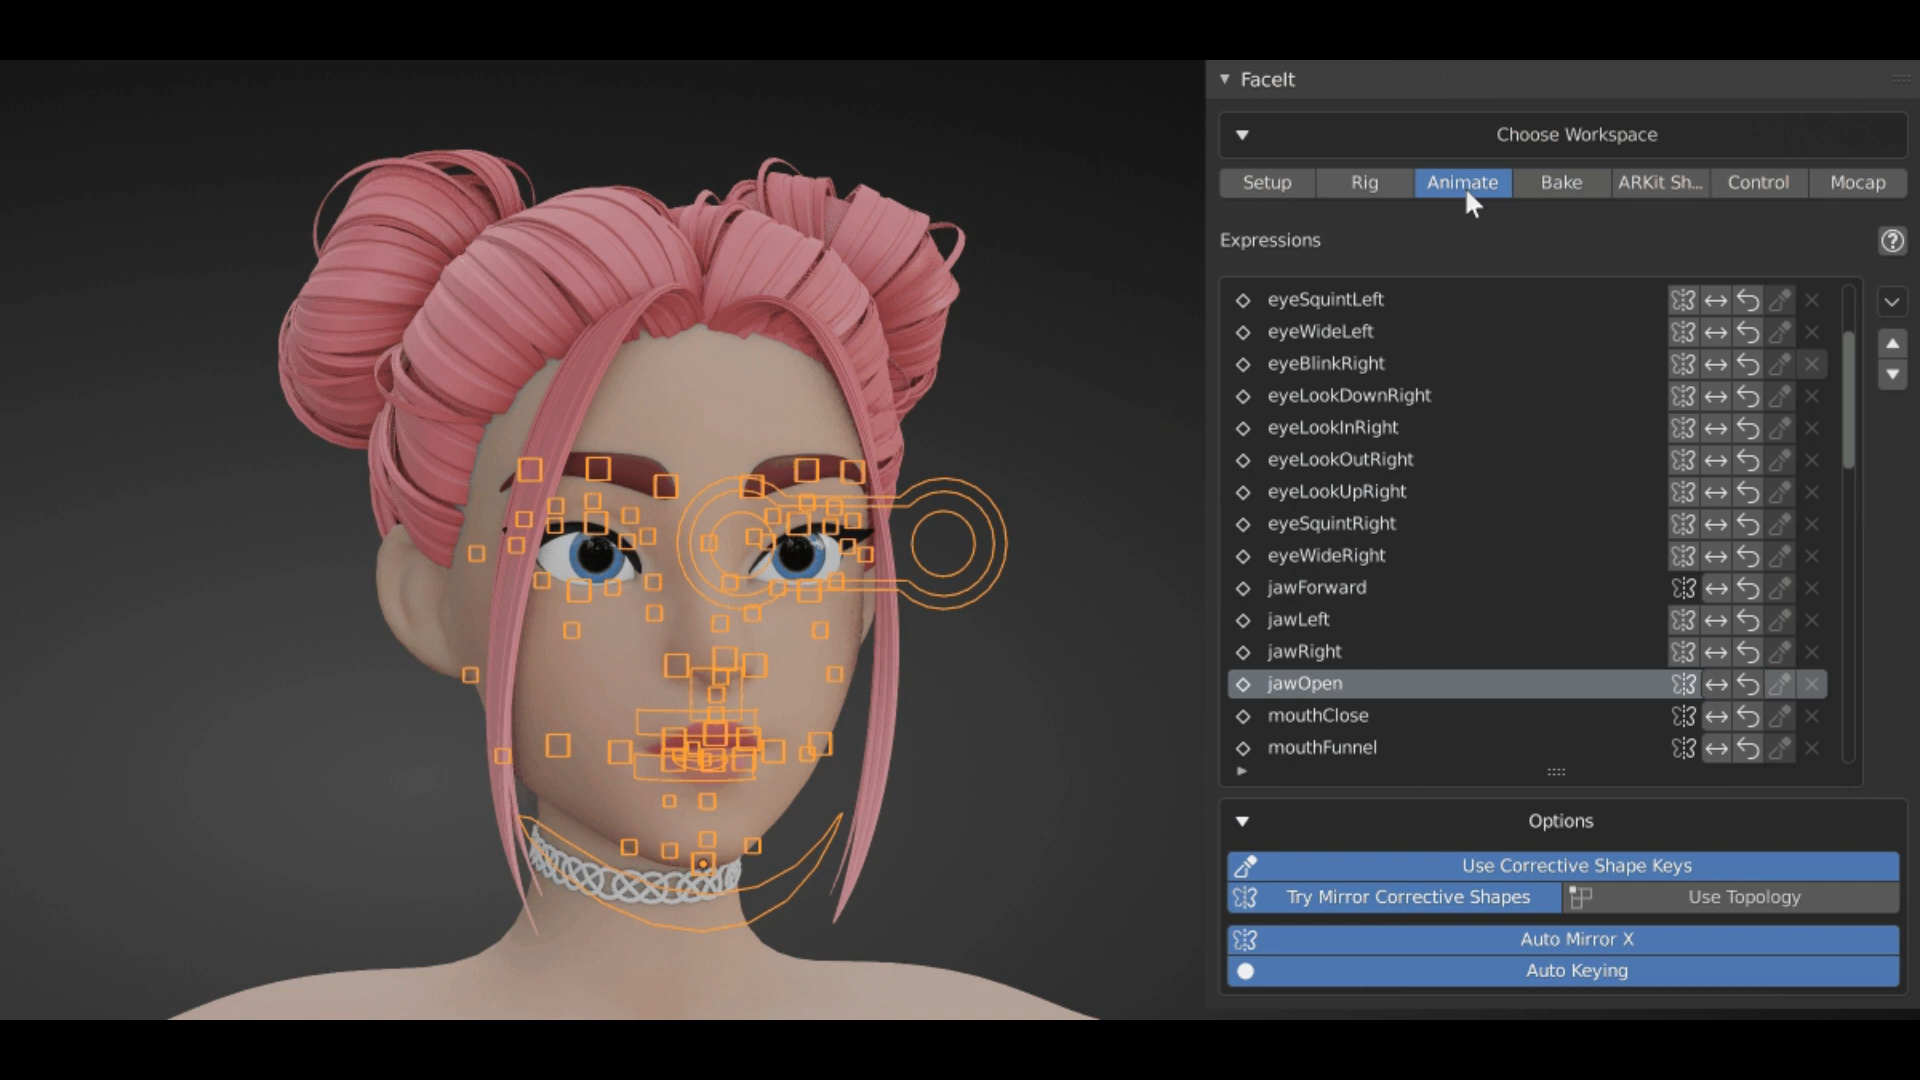 FaceIt
Choose Workspace
Setup Rig Animate Bake ARKit Sh... Control Mocap
Expressions
eyeSquintLeft
eyeWideLeft
eyeBlinkRight
eyeLookDownRight
eyeLookInRight
eyeLookOutRight
eyeLookUpRight
eyeSquintRight
eyeWideRight
jawForward
jawLeft
jawRight
jawOpen
mouthClose
mouthFunnel
Options
Use Corrective Shape Keys
Try Mirror Corrective Shapes Use Topology
Auto Mirror X
Auto Keying